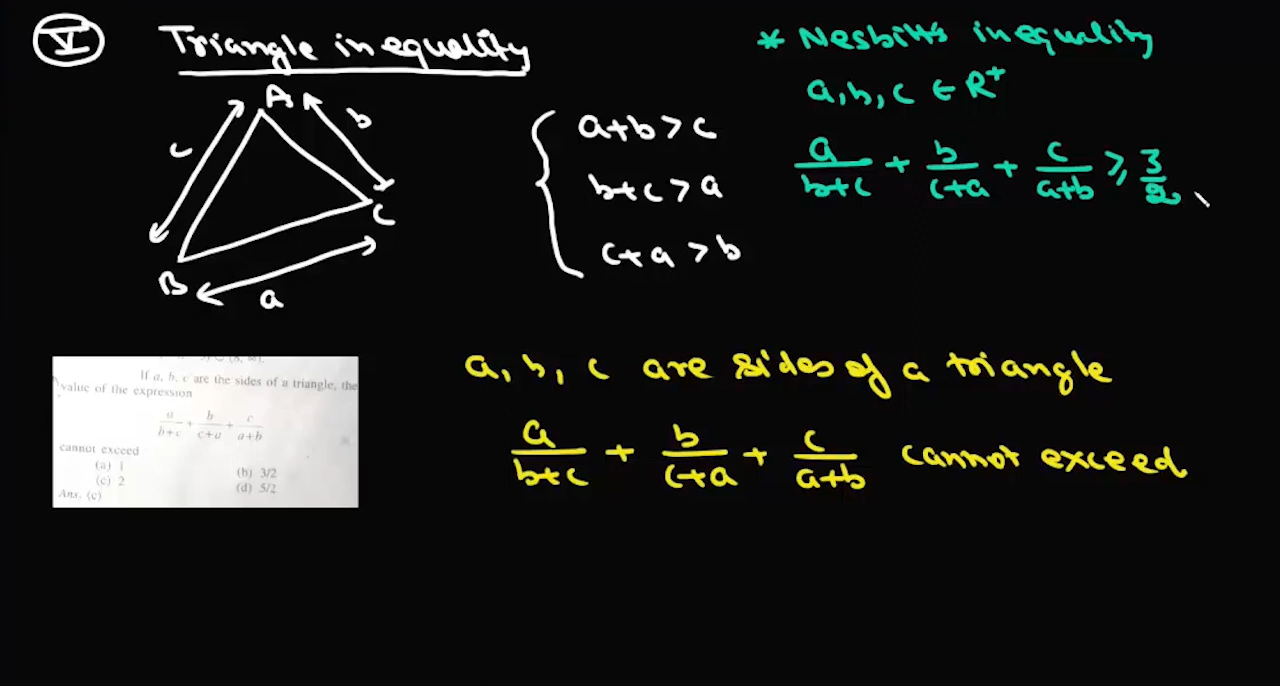 V Triangle inequality
A
B
C
c
b
a
a+b > c
b+c > a
c+a > b
* Nesbitt's inequality
a, b, c ∈ R+
a/b+c + b/c+a + c/a+b ≥ 3/2
If a, b, c are the sides of a triangle, the
value of the expression
a/b+c + b/c+a + c/a+b
cannot exceed
(a) 1 (b) 3/2
(c) 2 (d) 5/2
Ans. (c)
a, b, c are sides of a triangle
a/b+c + b/c+a + c/a+b cannot exceed